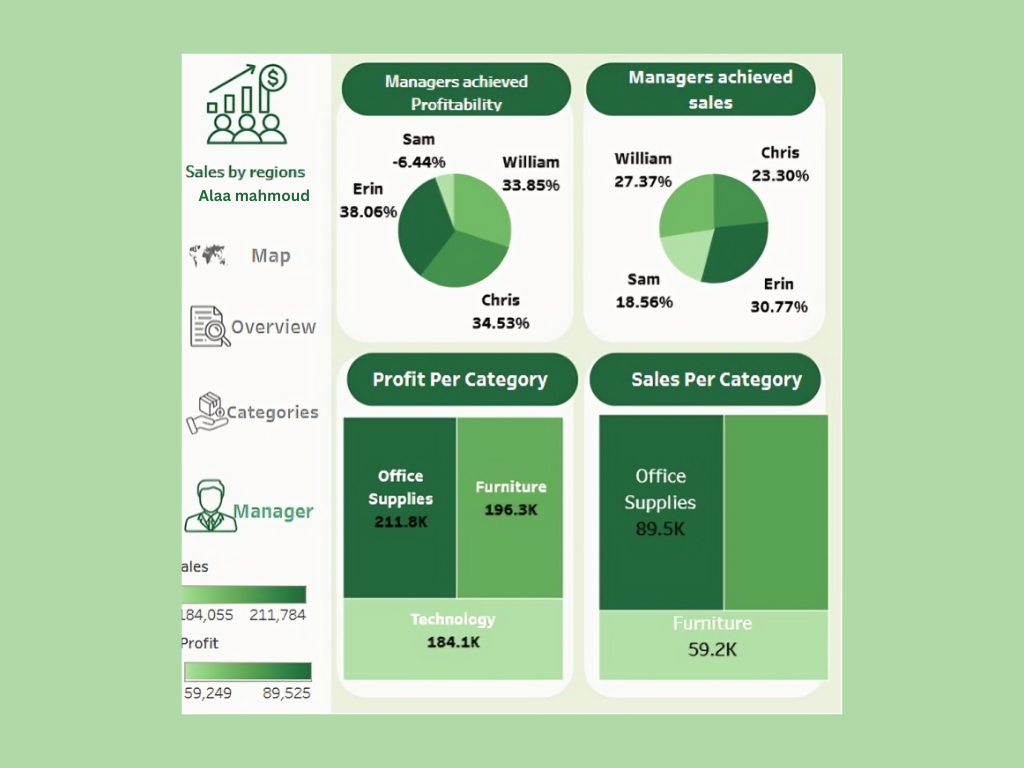 Sales by regions
Alaa mahmoud
Map
Overview
Categories
Manager
ales
184,055 211,784
Profit
59,249 89,525
Managers achieved
Profitability
Sam
-6.44%
William
33.85%
Erin
38.06%
Chris
34.53%
Managers achieved
sales
William
27.37%
Chris
23.30%
Sam
18.56%
Erin
30.77%
Profit Per Category
Office
Supplies
211.8K
Furniture
196.3K
Technology
184.1K
Sales Per Category
Office
Supplies
89.5K
Furniture
59.2K